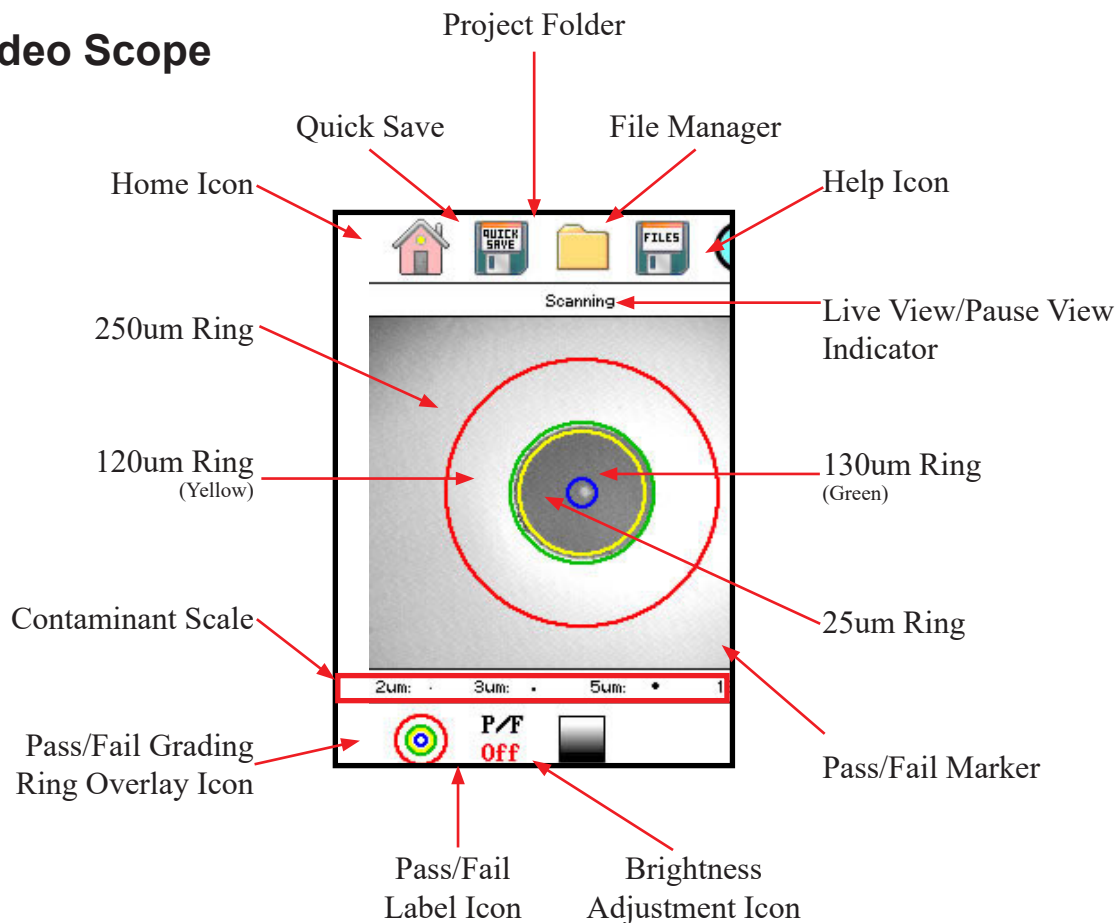 deo Scope
Project Folder
Quick Save
File Manager
Home Icon
Help Icon
QUICK
SAVE
FILES
Scanning
Live View/Pause View
Indicator
250um Ring
120um Ring
(Yellow)
130um Ring
(Green)
25um Ring
Contaminant Scale
2um: 3um: 5um: 1
P/F
Off
Pass/Fail Grading
Ring Overlay Icon
Pass/Fail Marker
Pass/Fail
Label Icon
Brightness
Adjustment Icon